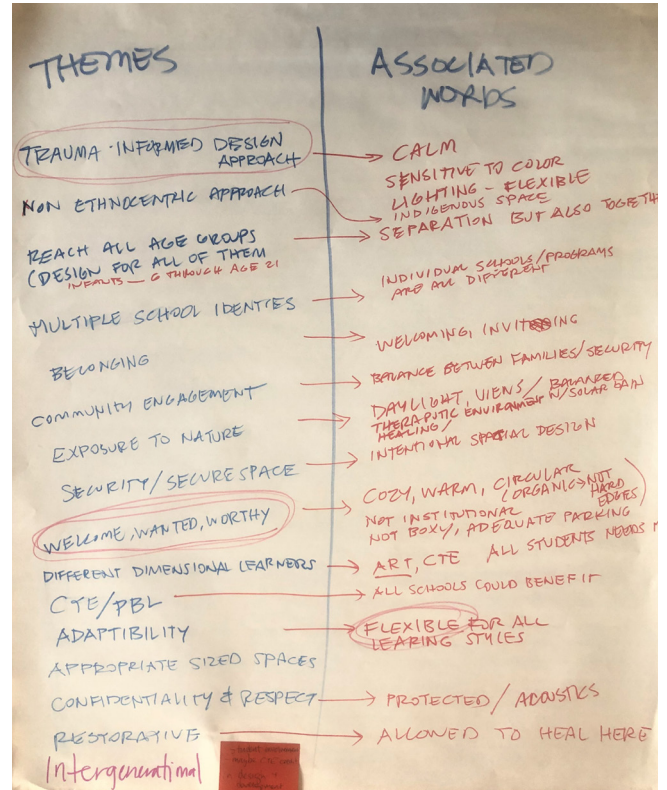 THEMES
ASSOCIATED
WORDS
TRAUMA-INFORMED DESIGN
APPROACH
CALM
SENSITIVE TO COLOR
LIGHTING - FLEXIBLE
NON ETHNOCENTRIC APPROACH
INDIGENOUS SPACE
REACH ALL AGE GROUPS
(DESIGN FOR ALL OF THEM
INFANTS - 6 THROUGH AGE 21
SEPARATION BUT ALSO TOGETH
MULTIPLE SCHOOL IDENTIES
INDIVIDUAL SCHOOLS/PROGRAMS
ARE ALL DIFFERENT
BELONGING
WELCOMING, INVITING
COMMUNITY ENGAGEMENT
BALANCE BETWEN FAMILIES/SECURITY
EXPOSURE TO NATURE
DAYLIGHT, VIEWS/ BALANCED
THERAPUTIC ENVIRONMENT W/SOLAR GAIN
HEALING/
SECURITY/SECURE SPACE
INTENTIONAL SPACIAL DESIGN
WELCOME, WANTED, WORTHY
COZY, WARM, CIRCULAR
(ORGANIC → NOT
HARD
EDGES)
NOT INSTITUTIONAL
NOT BOXY, ADEQUATE PARKING
DIFFERENT DIMENSIONAL LEARNERS
ART, CTE ALL STUDENTS NEEDS
CTE/PBL
ALL SCHOOLS COULD BENEFIT
ADAPTIBILITY
FLEXIBLE FOR ALL
LEARING STYLES
APPROPRIATE SIZED SPACES
CONFIDENTIALITY & RESPECT
PROTECTED/ACOUSTICS
RESTORATIVE
ALLOWED TO HEAL HERE
Intergenerational